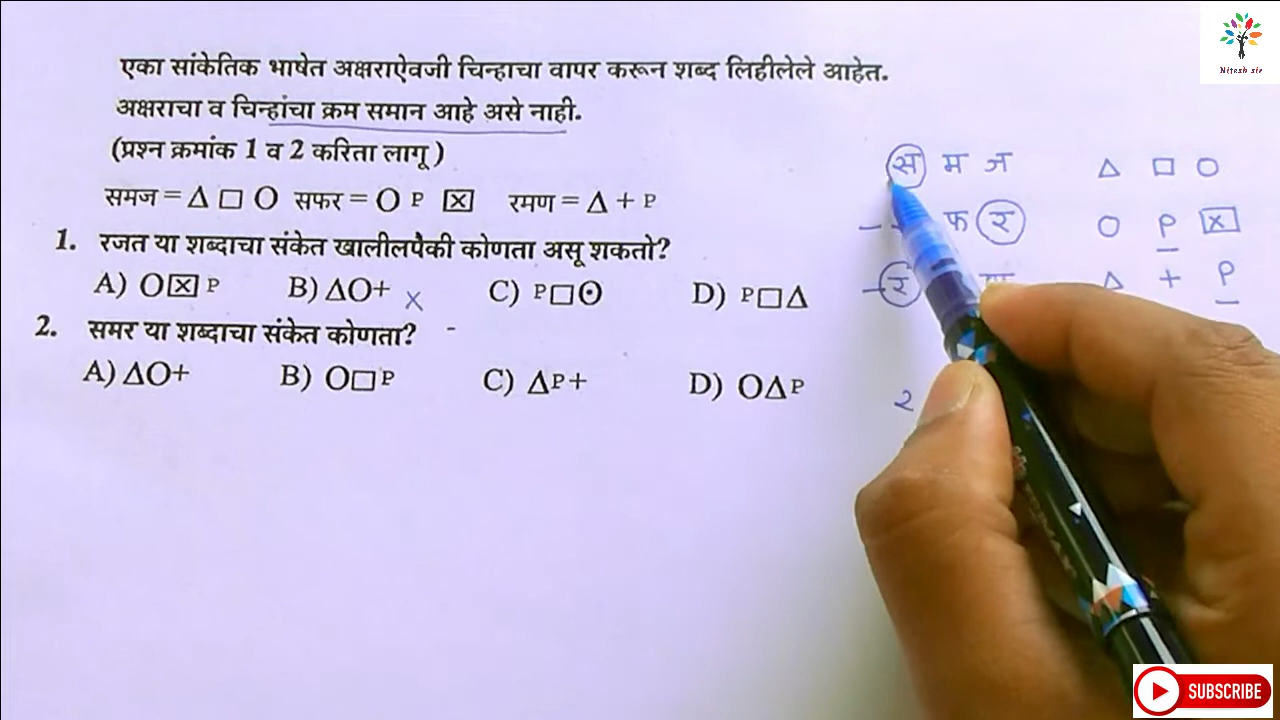 एका सांकेतिक भाषेत अक्षराऐवजी चिन्हाचा वापर करून शब्द लिहीलेले आहेत.
अक्षराचा व चिन्हांचा क्रम समान आहे असे नाही.
(प्रश्न क्रमांक 1 व 2 करिता लागू )
समज = Δ □ O सफर = O P ☒ रमण = Δ + P
1. रजत या शब्दाचा संकेत खालीलपैकी कोणता असू शकतो?
A) O☒P B) ΔO+ × C) P□⊙ D) P□Δ
2. समर या शब्दाचा संकेत कोणता?
A) ΔO+ B) O□P C) ΔP+ D) OΔP
स म ज Δ □ O
फ र O P ☒
र Δ + P
२
Nitesh sir
SUBSCRIBE